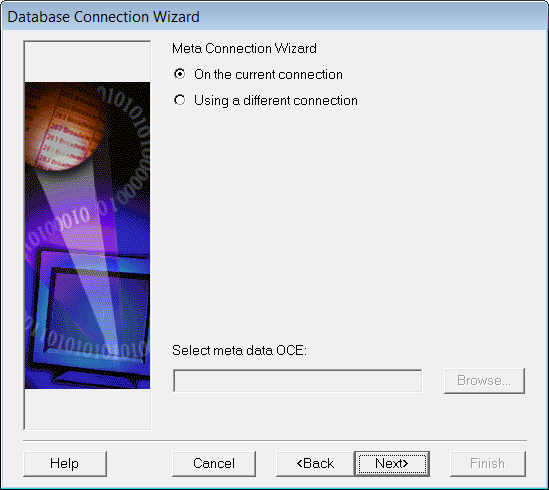 Database Connection Wizard
Meta Connection Wizard
On the current connection
Using a different connection
Select meta data OCE:
Browse...
Help
Cancel
<Back
Next>
Finish